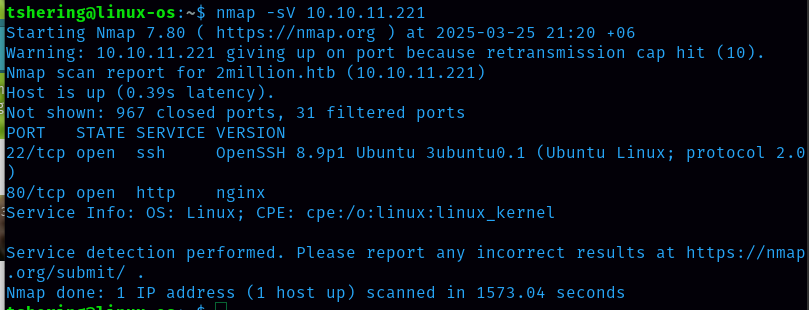 tshering@linux-os:~$ nmap -sV 10.10.11.221
Starting Nmap 7.80 ( https://nmap.org ) at 2025-03-25 21:20 +06
Warning: 10.10.11.221 giving up on port because retransmission cap hit (10).
Nmap scan report for 2million.htb (10.10.11.221)
Host is up (0.39s latency).
Not shown: 967 closed ports, 31 filtered ports
PORT   STATE SERVICE VERSION
22/tcp open  ssh     OpenSSH 8.9p1 Ubuntu 3ubuntu0.1 (Ubuntu Linux; protocol 2.0
)
80/tcp open  http    nginx
Service Info: OS: Linux; CPE: cpe:/o:linux:linux_kernel

Service detection performed. Please report any incorrect results at https://nmap
.org/submit/ .
Nmap done: 1 IP address (1 host up) scanned in 1573.04 seconds
tshering@linux-os:~$